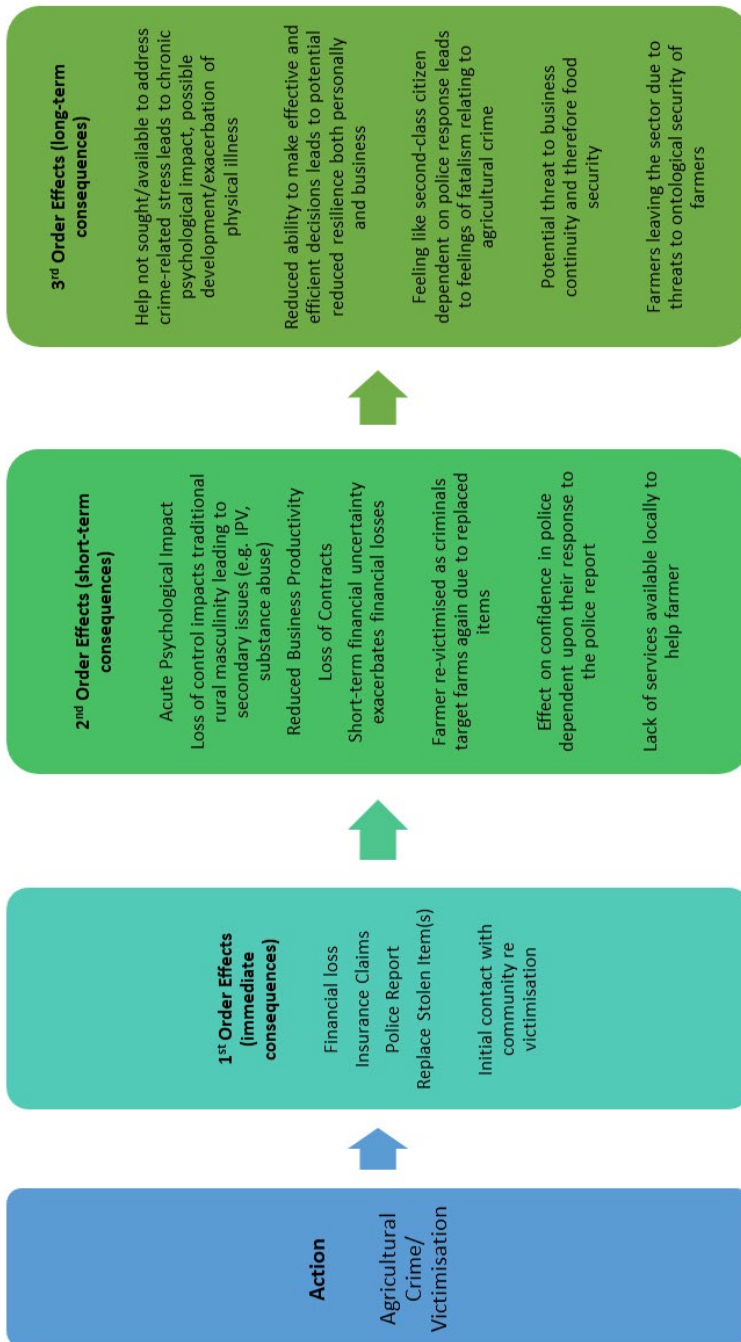 Action
Agricultural
Crime/
Victimisation
1st Order Effects
(immediate
consequences)
Financial loss
Insurance Claims
Police Report
Replace Stolen Item(s)
Initial contact with
community re
victimisation
2nd Order Effects (short-term
consequences)
Acute Psychological Impact
Loss of control impacts traditional
rural masculinity leading to
secondary issues (e.g. IPV,
substance abuse)
Reduced Business Productivity
Loss of Contracts
Short-term financial uncertainty
exacerbates financial losses
Farmer re-victimised as criminals
target farms again due to replaced
items
Effect on confidence in police
dependent upon their response to
the police report
Lack of services available locally to
help farmer
3rd Order Effects (long-term
consequences)
Help not sought/available to address
crime-related stress leads to chronic
psychological impact, possible
development/exacerbation of
physical illness
Reduced ability to make effective and
efficient decisions leads to potential
reduced resilience both personally
and business
Feeling like second-class citizen
dependent on police response leads
to feelings of fatalism relating to
agricultural crime
Potential threat to business
continuity and therefore food
security
Farmers leaving the sector due to
threats to ontological security of
farmers